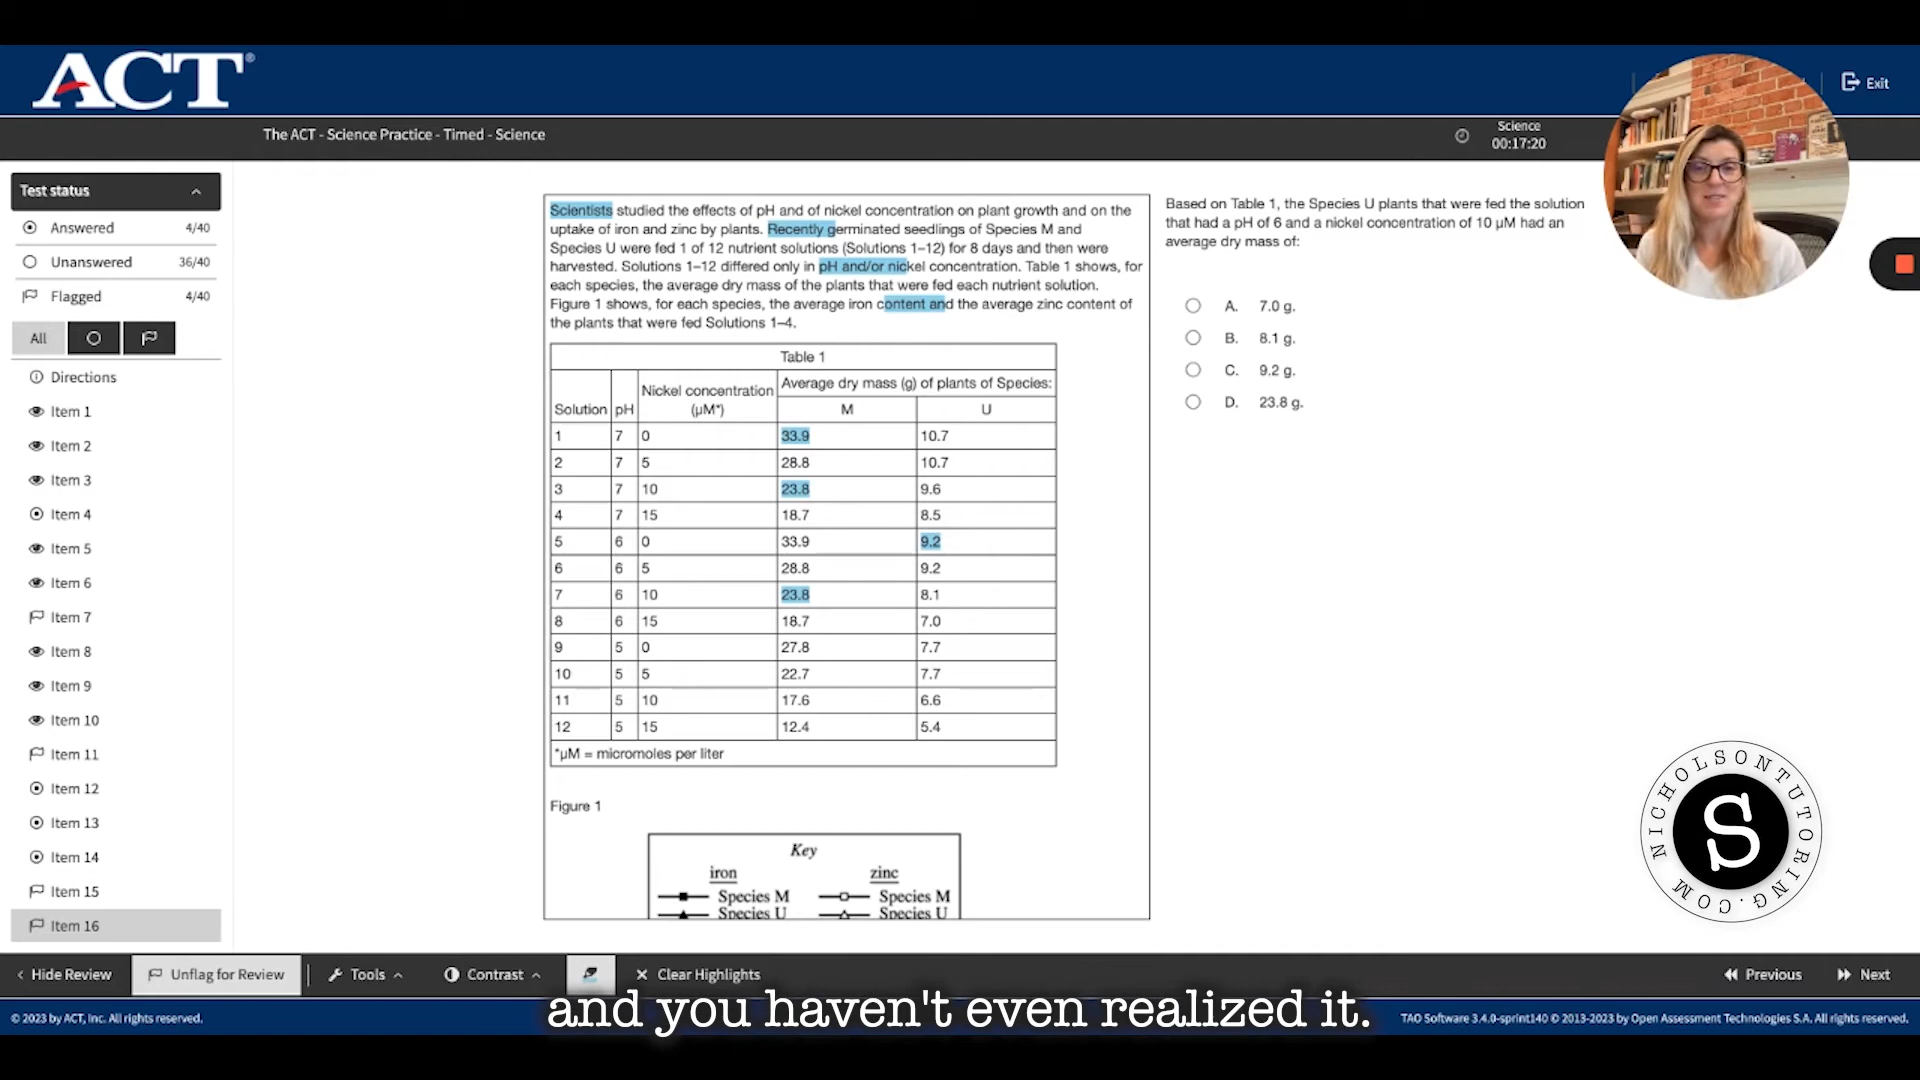 ACT®
Exit
The ACT - Science Practice - Timed - Science
Science
00:17:20
Test status
Answered 4/40
Unanswered 36/40
Flagged 4/40
All
Directions
Item 1
Item 2
Item 3
Item 4
Item 5
Item 6
Item 7
Item 8
Item 9
Item 10
Item 11
Item 12
Item 13
Item 14
Item 15
Item 16
Scientists studied the effects of pH and of nickel concentration on plant growth and on the
uptake of iron and zinc by plants. Recently germinated seedlings of Species M and
Species U were fed 1 of 12 nutrient solutions (Solutions 1–12) for 8 days and then were
harvested. Solutions 1–12 differed only in pH and/or nickel concentration. Table 1 shows, for
each species, the average dry mass of the plants that were fed each nutrient solution.
Figure 1 shows, for each species, the average iron content and the average zinc content of
the plants that were fed Solutions 1–4.
Table 1
Solution pH Nickel concentration (μM*) Average dry mass (g) of plants of Species:
M U
1 7 0 33.9 10.7
2 7 5 28.8 10.7
3 7 10 23.8 9.6
4 7 15 18.7 8.5
5 6 0 33.9 9.2
6 6 5 28.8 9.2
7 6 10 23.8 8.1
8 6 15 18.7 7.0
9 5 0 27.8 7.7
10 5 5 22.7 7.7
11 5 10 17.6 6.6
12 5 15 12.4 5.4
*μM = micromoles per liter
Figure 1
Key
iron zinc
Species M Species M
Species U Species U
Based on Table 1, the Species U plants that were fed the solution
that had a pH of 6 and a nickel concentration of 10 μM had an
average dry mass of:
A. 7.0 g.
B. 8.1 g.
C. 9.2 g.
D. 23.8 g.
NICHOLSONTUTORING.COM
S
Hide Review
Unflag for Review
Tools
Contrast
Clear Highlights
Previous
Next
and you haven't even realized it.
© 2023 by ACT, Inc. All rights reserved.
TAO Software 3.4.0-sprint140 © 2013-2023 by Open Assessment Technologies S.A. All rights reserved.